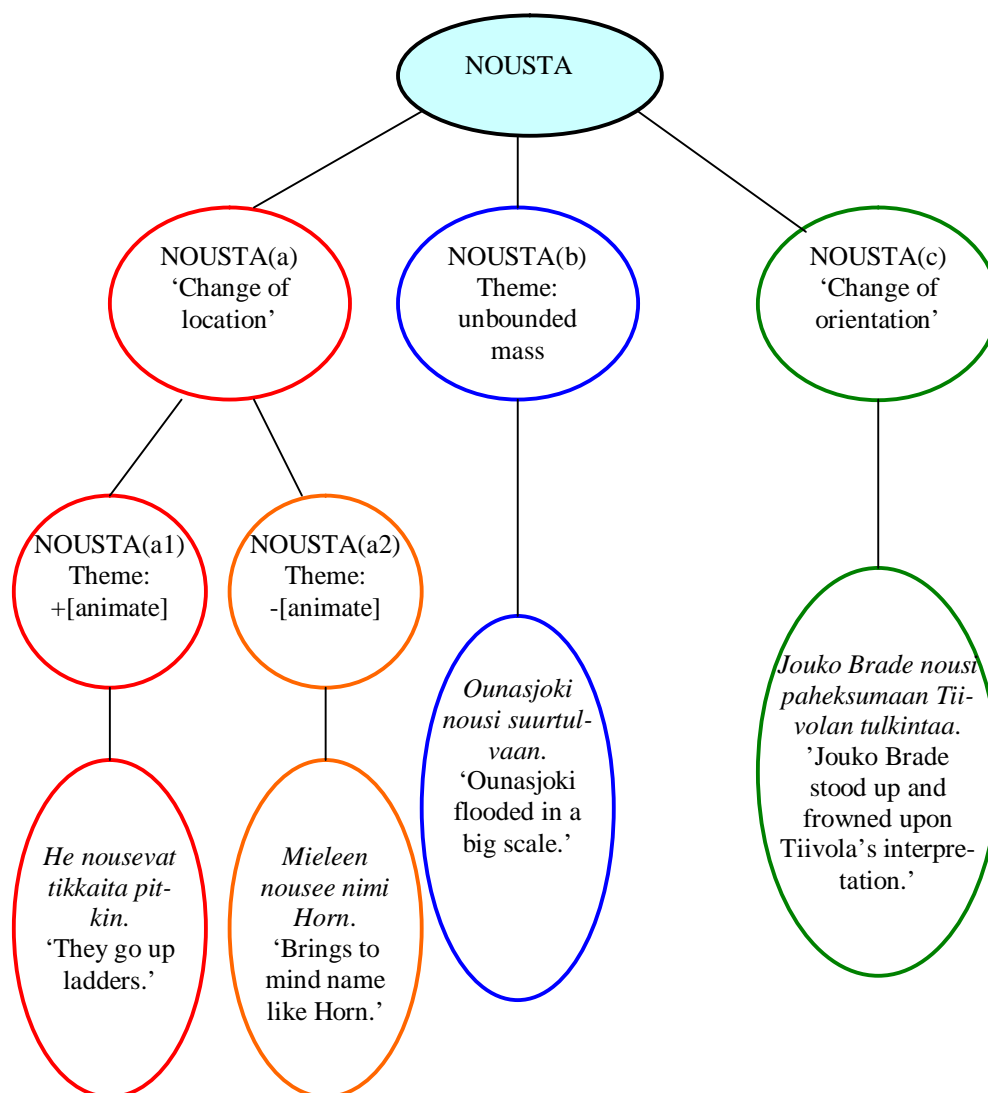 NOUSTA
NOUSTA(a)
‘Change of
location’
NOUSTA(b)
Theme:
unbounded
mass
NOUSTA(c)
‘Change of
orientation’
NOUSTA(a1)
Theme:
+[animate]
NOUSTA(a2)
Theme:
-[animate]
He nousevat
tikkaita pit-
kin.
‘They go up
ladders.’
Mieleen
nousee nimi
Horn.
‘Brings to
mind name
like Horn.’
Ounasjoki
nousi suurtul-
vaan.
‘Ounasjoki
flooded in a
big scale.’
Jouko Brade nousi
paheksumaan Tii-
volan tulkintaa.
’Jouko Brade
stood up and
frowned upon
Tiivola’s interpre-
tation.’